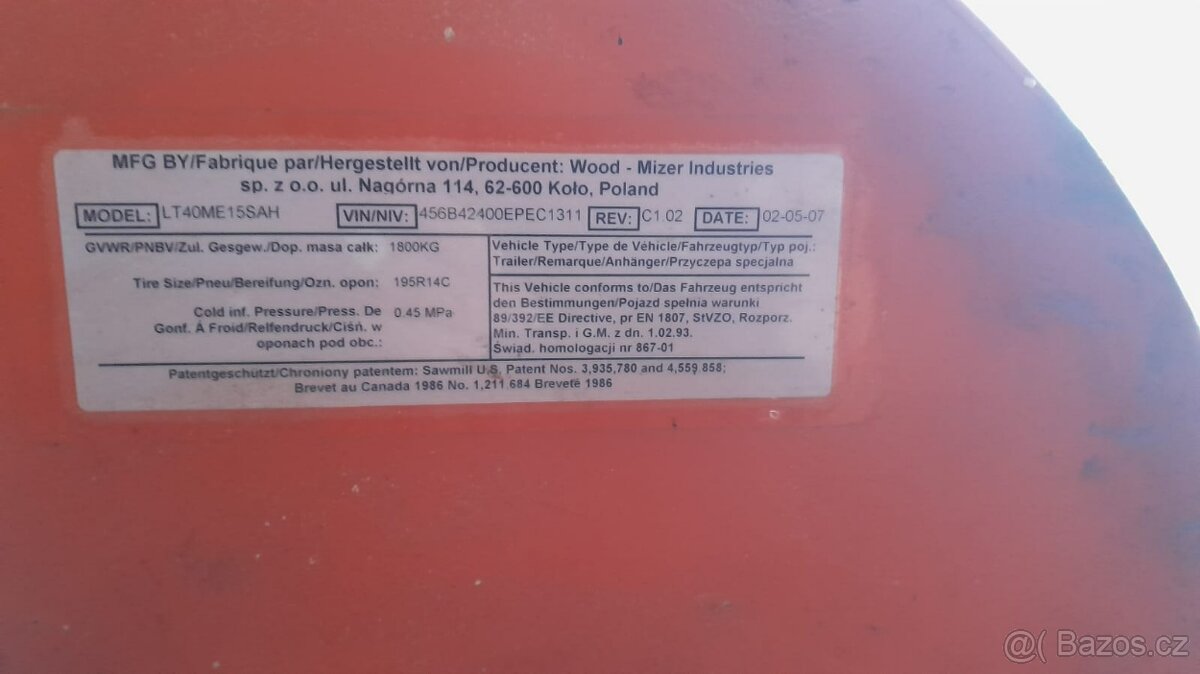 MFG BY/Fabrique par/Hergestellt von/Producent: Wood - Mizer Industries
sp. z o.o. ul. Nagórna 114, 62-600 Koło, Poland
MODEL: LT40ME15SAH VIN/NIV: 456B42400EPEC1311 REV: C1.02 DATE: 02-05-07
GVWR/PNBV/Zul. Gesgew./Dop. masa całk: 1800KG
Tire Size/Pneu/Bereifung/Ozn. opon: 195R14C
Cold inf. Pressure/Press. De 0.45 MPa
Gonf. À Froid/Reifendruck/Ciśn. w
oponach pod obc.:
Vehicle Type/Type de Véhicle/Fahrzeugtyp/Typ poj.:
Trailer/Remarque/Anhänger/Przyczepa specjalna
This Vehicle conforms to/Das Fahrzeug entspricht
den Bestimmungen/Pojazd spełnia warunki
89/392/EE Directive, pr EN 1807, StVZO, Rozporz.
Min. Transp. i G.M. z dn. 1.02.93.
Świad. homologacji nr 867-01
Patentgeschützt/Chroniony patentem: Sawmill U.S. Patent Nos. 3,935,780 and 4,559,858;
Brevet au Canada 1986 No. 1,211,684 Breveté 1986
@( Bazos.cz